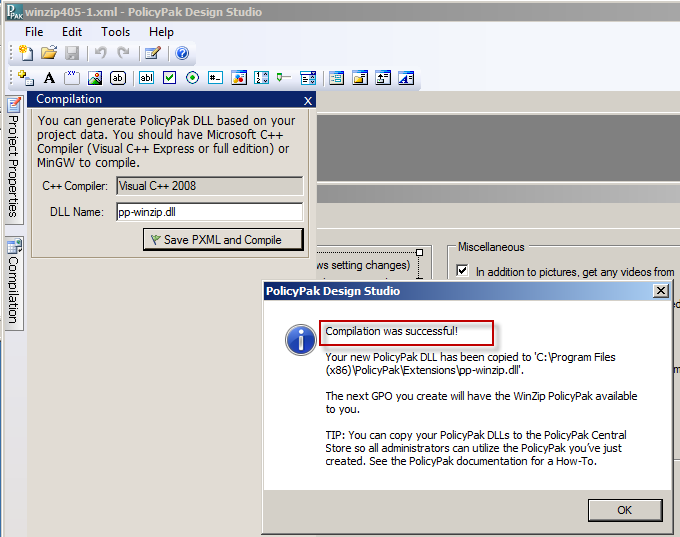 winzip405-1.xml - PolicyPak Design Studio
File Edit Tools Help
Compilation X
You can generate PolicyPak DLL based on your
project data. You should have Microsoft C++
Compiler (Visual C++ Express or full edition) or
MinGW to compile.
C++ Compiler: Visual C++ 2008
DLL Name: pp-winzip.dll
Save PXML and Compile
Project Properties
Compilation
ws setting changes)
Miscellaneous
In addition to pictures, get any videos from
PolicyPak Design Studio
Compilation was successful!
Your new PolicyPak DLL has been copied to 'C:\Program Files
(x86)\PolicyPak\Extensions\pp-winzip.dll'.
The next GPO you create will have the WinZip PolicyPak available
to you.
TIP: You can copy your PolicyPak DLLs to the PolicyPak Central
Store so all administrators can utilize the PolicyPak you've just
created. See the PolicyPak documentation for a How-To.
OK